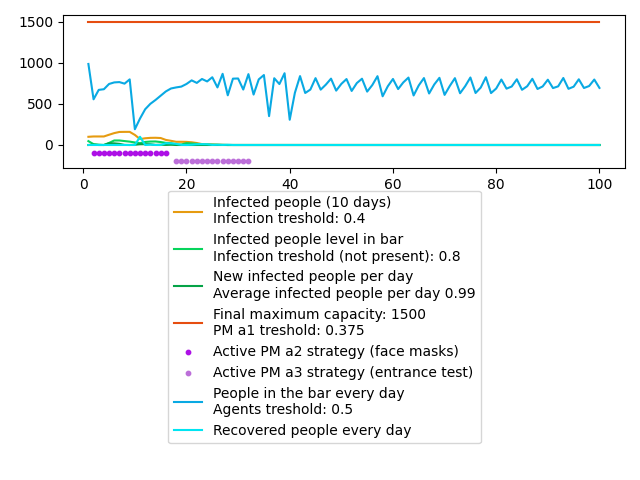 1500
1000
500
0
0 20 40 60 80 100
Infected people (10 days)
Infection treshold: 0.4
Infected people level in bar
Infection treshold (not present): 0.8
New infected people per day
Average infected people per day 0.99
Final maximum capacity: 1500
PM a1 treshold: 0.375
Active PM a2 strategy (face masks)
Active PM a3 strategy (entrance test)
People in the bar every day
Agents treshold: 0.5
Recovered people every day